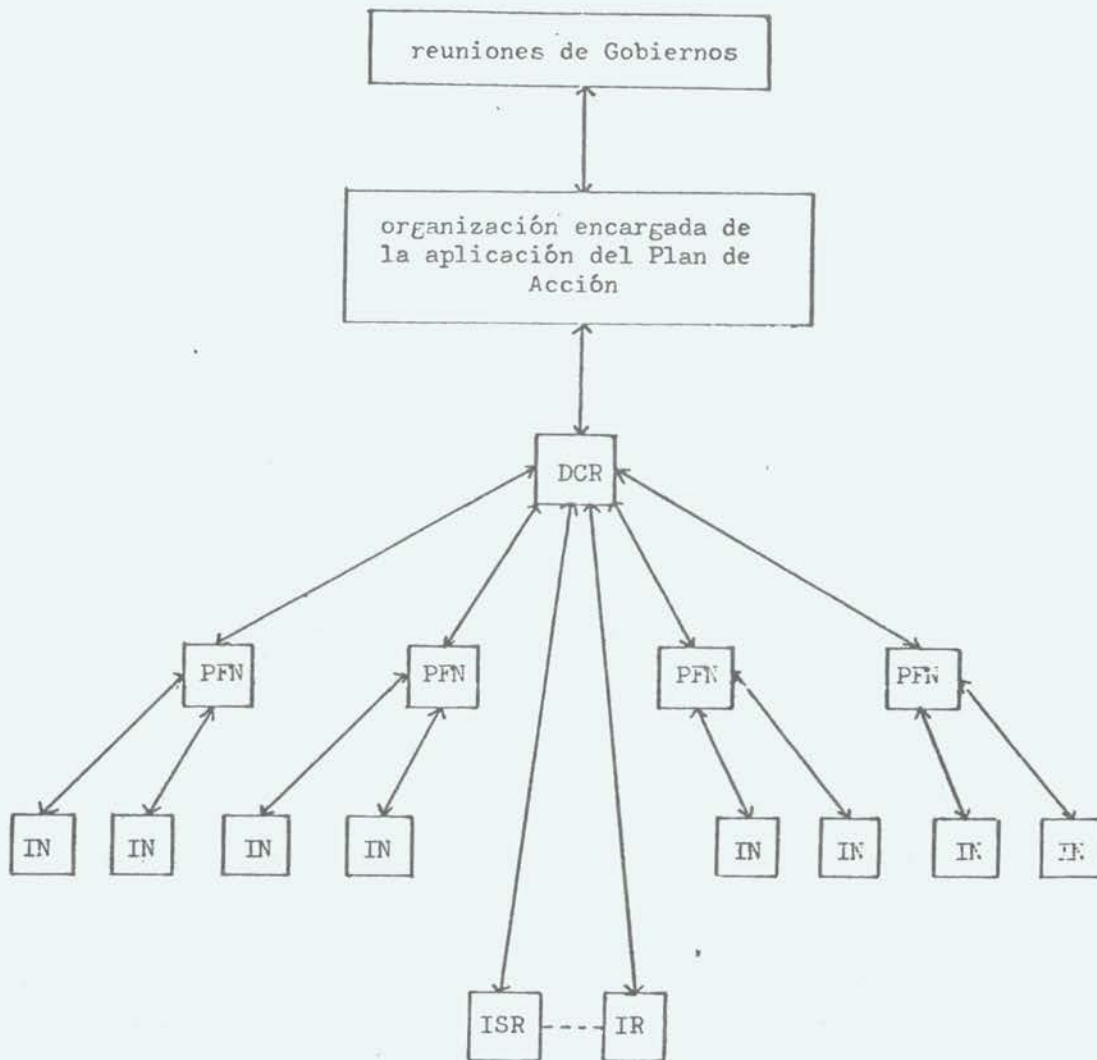 reuniones de Gobiernos
organización encargada de
la aplicación del Plan de
Acción
DCR
PFN PFN PFN PFN
IN IN IN IN IN IN IN IN
ISR IR